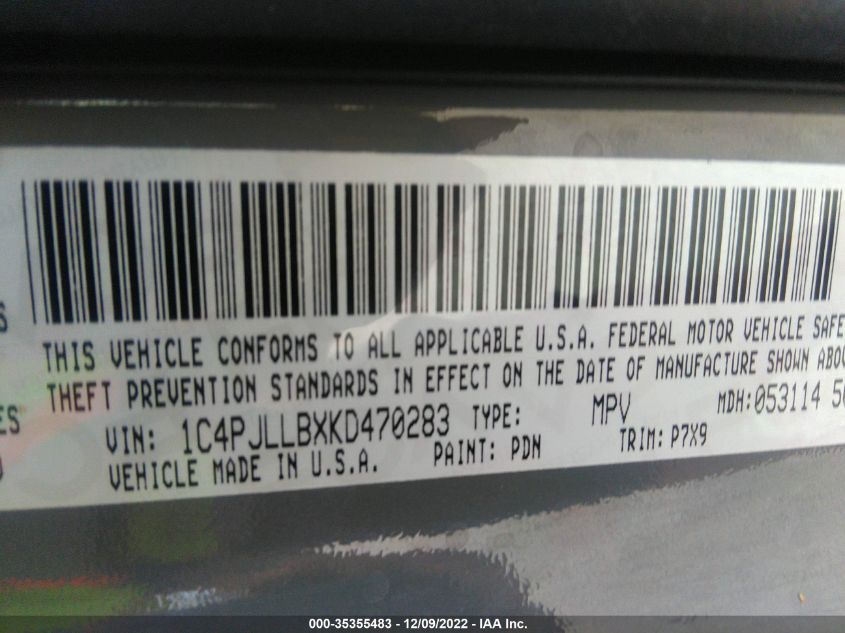 THIS VEHICLE CONFORMS TO ALL APPLICABLE U.S.A. FEDERAL MOTOR VEHICLE SAFE
THEFT PREVENTION STANDARDS IN EFFECT ON THE DATE OF MANUFACTURE SHOWN ABOV
VIN: 1C4PJLLBXKD470283 TYPE: MPV MDH:053114 50
VEHICLE MADE IN U.S.A. PAINT: PDN TRIM: P7X9
000-35355483 - 12/09/2022 - IAA Inc.